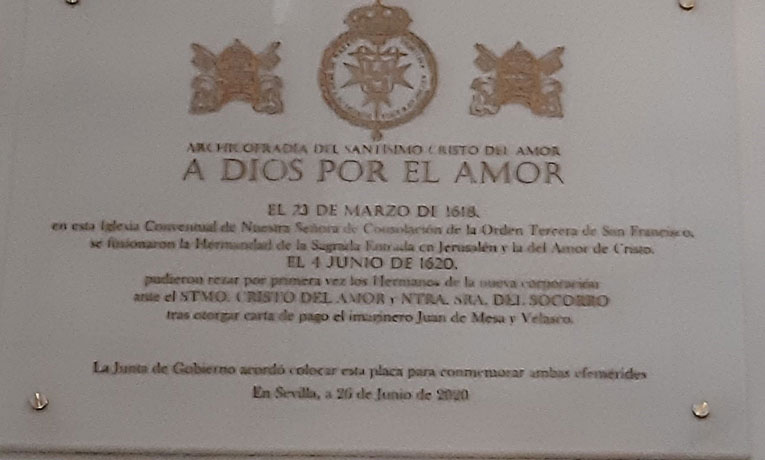 ARCHICOFRADÍA DEL SANTÍSIMO CRISTO DEL AMOR
A DIOS POR EL AMOR
EL 23 DE MARZO DE 1618,
en esta Iglesia Conventual de Nuestra Señora de Consolación de la Orden Tercera de San Francisco,
se fusionaron la Hermandad de la Sagrada Entrada en Jerusalén y la del Amor de Cristo.
EL 4 JUNIO DE 1620,
pudieron rezar por primera vez los Hermanos de la nueva corporación
ante el STMO. CRISTO DEL AMOR y NTRA. SRA. DEL SOCORRO
tras otorgar carta de pago el imaginero Juan de Mesa y Velasco.
La Junta de Gobierno acordó colocar esta placa para conmemorar ambas efemérides
En Sevilla, a 26 de Junio de 2020